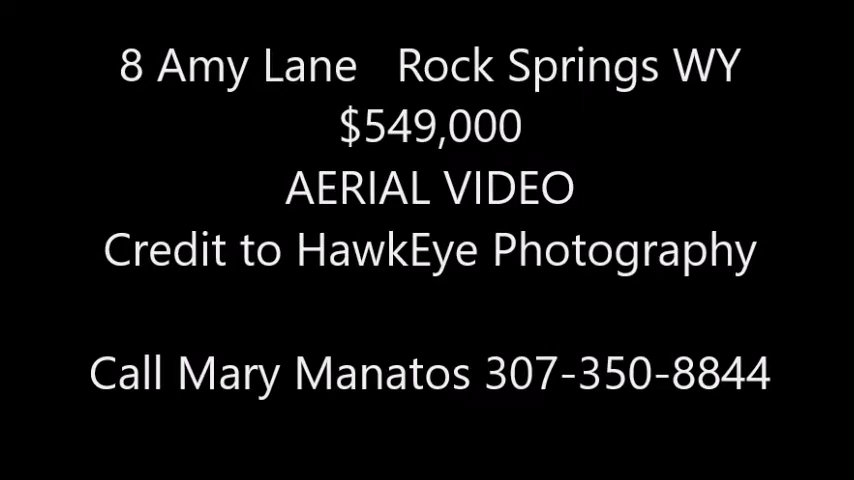 8 Amy Lane   Rock Springs WY
$549,000
AERIAL VIDEO
Credit to HawkEye Photography
Call Mary Manatos 307-350-8844